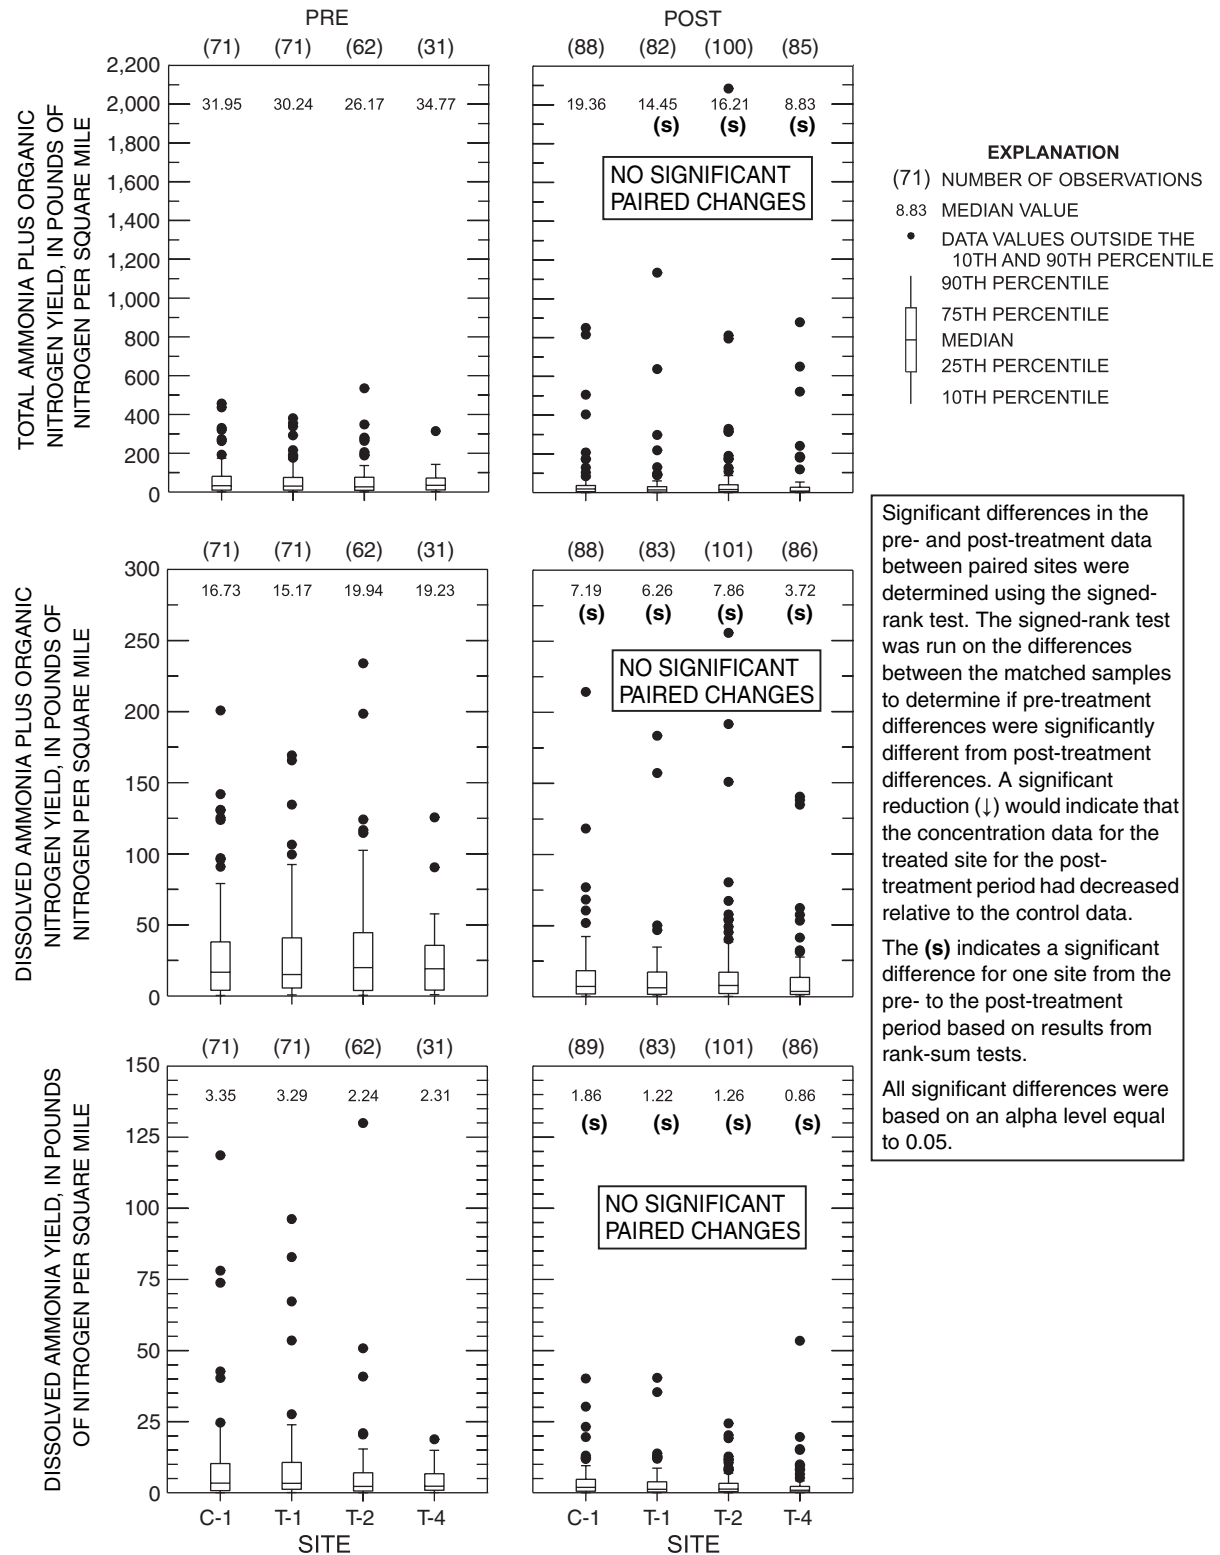 PRE
POST
(71) (71) (62) (31)
(88) (82) (100) (85)
TOTAL AMMONIA PLUS ORGANIC
NITROGEN YIELD, IN POUNDS OF
NITROGEN PER SQUARE MILE
2,200
2,000
1,800
1,600
1,400
1,200
1,000
800
600
400
200
0
31.95 30.24 26.17 34.77
19.36 14.45 16.21 8.83
(s) (s) (s)
NO SIGNIFICANT
PAIRED CHANGES
EXPLANATION
(71) NUMBER OF OBSERVATIONS
8.83 MEDIAN VALUE
DATA VALUES OUTSIDE THE
10TH AND 90TH PERCENTILE
90TH PERCENTILE
75TH PERCENTILE
MEDIAN
25TH PERCENTILE
10TH PERCENTILE
(71) (71) (62) (31)
(88) (83) (101) (86)
DISSOLVED AMMONIA PLUS ORGANIC
NITROGEN YIELD, IN POUNDS OF
NITROGEN PER SQUARE MILE
300
250
200
150
100
50
0
16.73 15.17 19.94 19.23
7.19 6.26 7.86 3.72
(s) (s) (s) (s)
NO SIGNIFICANT
PAIRED CHANGES
Significant differences in the
pre- and post-treatment data
between paired sites were
determined using the signed-
rank test. The signed-rank test
was run on the differences
between the matched samples
to determine if pre-treatment
differences were significantly
different from post-treatment
differences. A significant
reduction (↓) would indicate that
the concentration data for the
treated site for the post-
treatment period had decreased
relative to the control data.
The (s) indicates a significant
difference for one site from the
pre- to the post-treatment
period based on results from
rank-sum tests.
All significant differences were
based on an alpha level equal
to 0.05.
(71) (71) (62) (31)
(89) (83) (101) (86)
DISSOLVED AMMONIA YIELD, IN POUNDS
OF NITROGEN PER SQUARE MILE
150
125
100
75
50
25
0
3.35 3.29 2.24 2.31
1.86 1.22 1.26 0.86
(s) (s) (s) (s)
NO SIGNIFICANT
PAIRED CHANGES
C-1 T-1 T-2 T-4
SITE
C-1 T-1 T-2 T-4
SITE